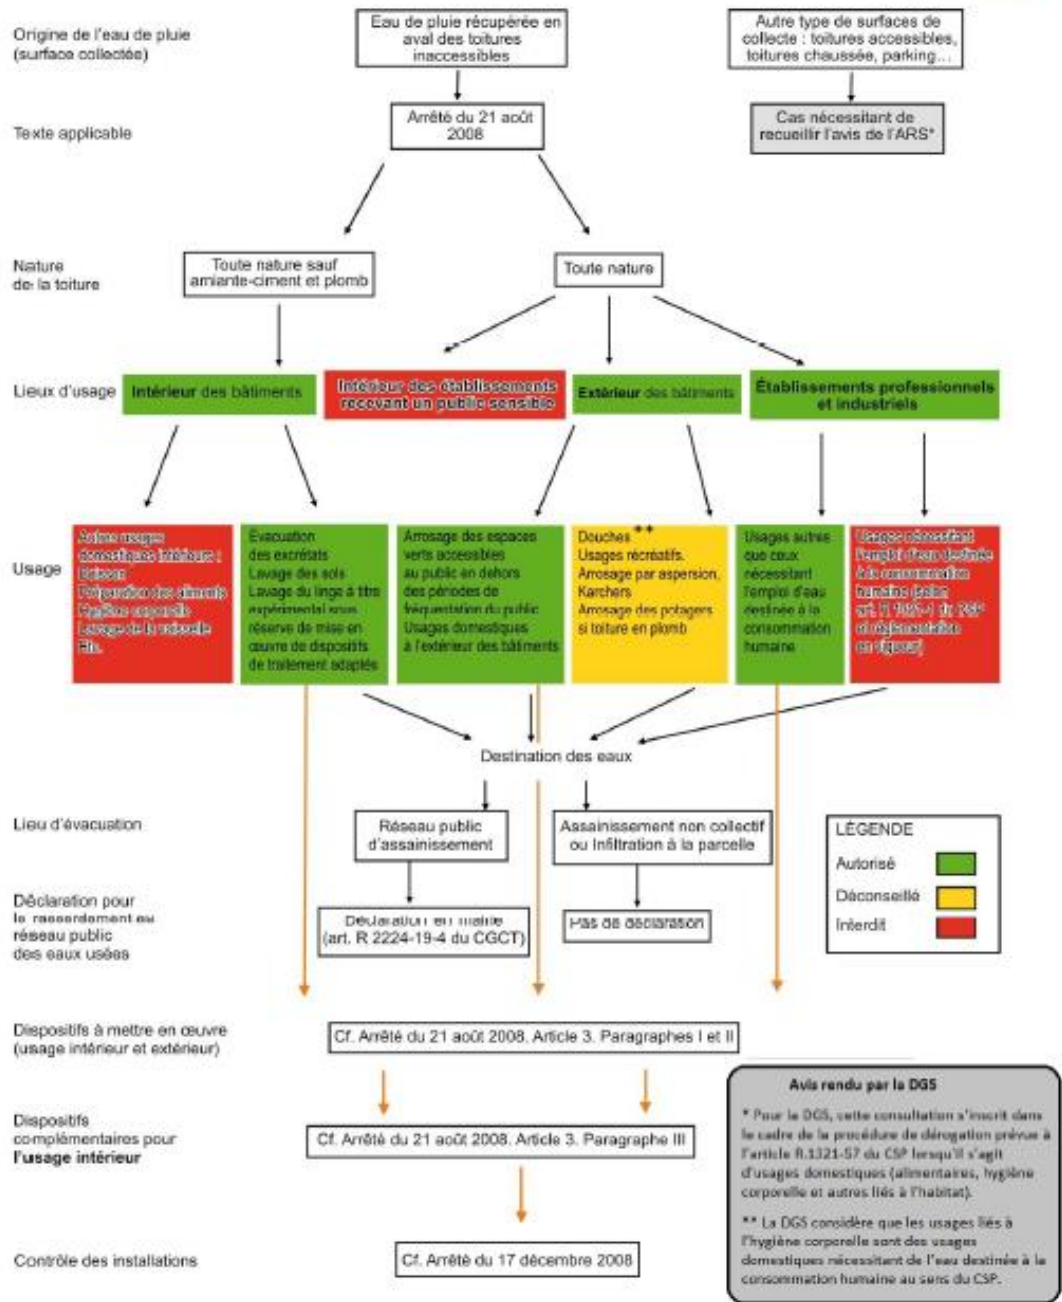 Origine de l'eau de pluie
(surface collectée)
Eau de pluie récupérée en
aval des toitures
inaccessibles
Autre type de surfaces de
collecte : toitures accessibles,
toitures chaussée, parking...
Texte applicable
Arrêté du 21 août
2008
Cas nécessitant de
recueillir l'avis de l'ARS*
Nature
de la toiture
Toute nature sauf
amiante-ciment et plomb
Toute nature
Lieux d'usage
Intérieur des bâtiments
Intérieur des établissements
recevant un public sensible
Extérieur des bâtiments
Établissements professionnels
et industriels
Usage
Autres usages
domestiques intérieurs :
Boisson
Préparation des aliments
Hygiène corporelle
Lavage de la vaisselle
Évacuation
des excrétats
Lavage des sols
Lavage du linge à titre
expérimental sous
réserve de mise en
œuvre de dispositifs
de traitement adaptés
Arrosage des espaces
verts accessibles
au public en dehors
des périodes de
fréquentation du public
Usages domestiques
à l'extérieur des bâtiments
Douches **
Usages récréatifs.
Arrosage par aspersion,
Karchers
Arrosage des potagers
si toiture en plomb
Usages autres
que ceux
nécessitant
l'emploi d'eau
destinée à la
consommation
humaine
Usages nécessitant
l'emploi d'eau destinée
à la consommation
humaine (selon
art. R 1321-1 du CSP
et réglementation
en vigueur)
Destination des eaux
Lieu d'évacuation
Réseau public
d'assainissement
Assainissement non collectif
ou Infiltration à la parcelle
LÉGENDE
Autorisé
Déconseillé
Interdit
Déclaration pour
le raccordement au
réseau public
des eaux usées
Déclaration en mairie
(art. R 2224-19-4 du CGCT)
Pas de déclaration
Dispositifs à mettre en œuvre
(usage intérieur et extérieur)
Cf. Arrêté du 21 août 2008. Article 3. Paragraphes I et II
Dispositifs
complémentaires pour
l'usage intérieur
Cf. Arrêté du 21 août 2008. Article 3. Paragraphe III
Contrôle des installations
Cf. Arrêté du 17 décembre 2008
Avis rendu par la DGS
* Pour la DGS, cette consultation s'inscrit dans
le cadre de la procédure de dérogation prévue à
l'article R.1321-57 du CSP lorsqu'il s'agit
d'usages domestiques (alimentaires, hygiène
corporelle et autres liés à l'habitat).
** La DGS considère que les usages liés à
l'hygiène corporelle sont des usages
domestiques nécessitant de l'eau destinée à la
consommation humaine au sens du CSP.